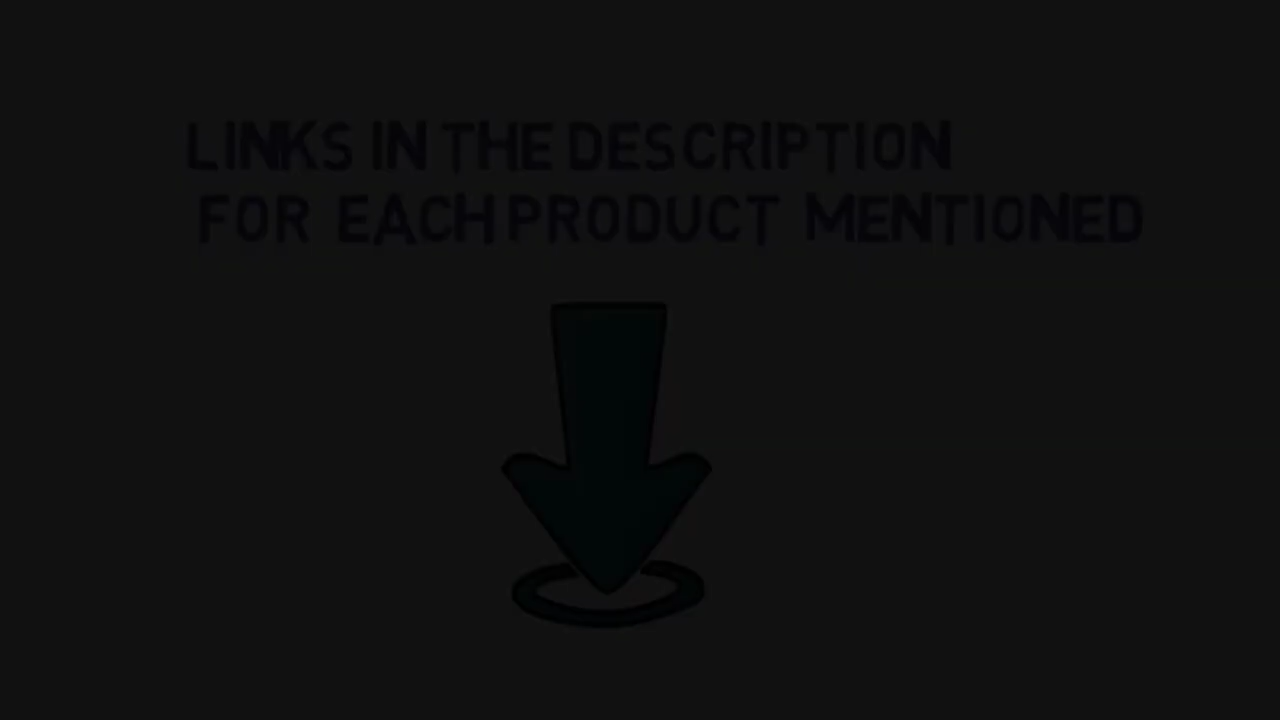 LINKS IN THE DESCRIPTION
FOR EACH PRODUCT MENTIONED